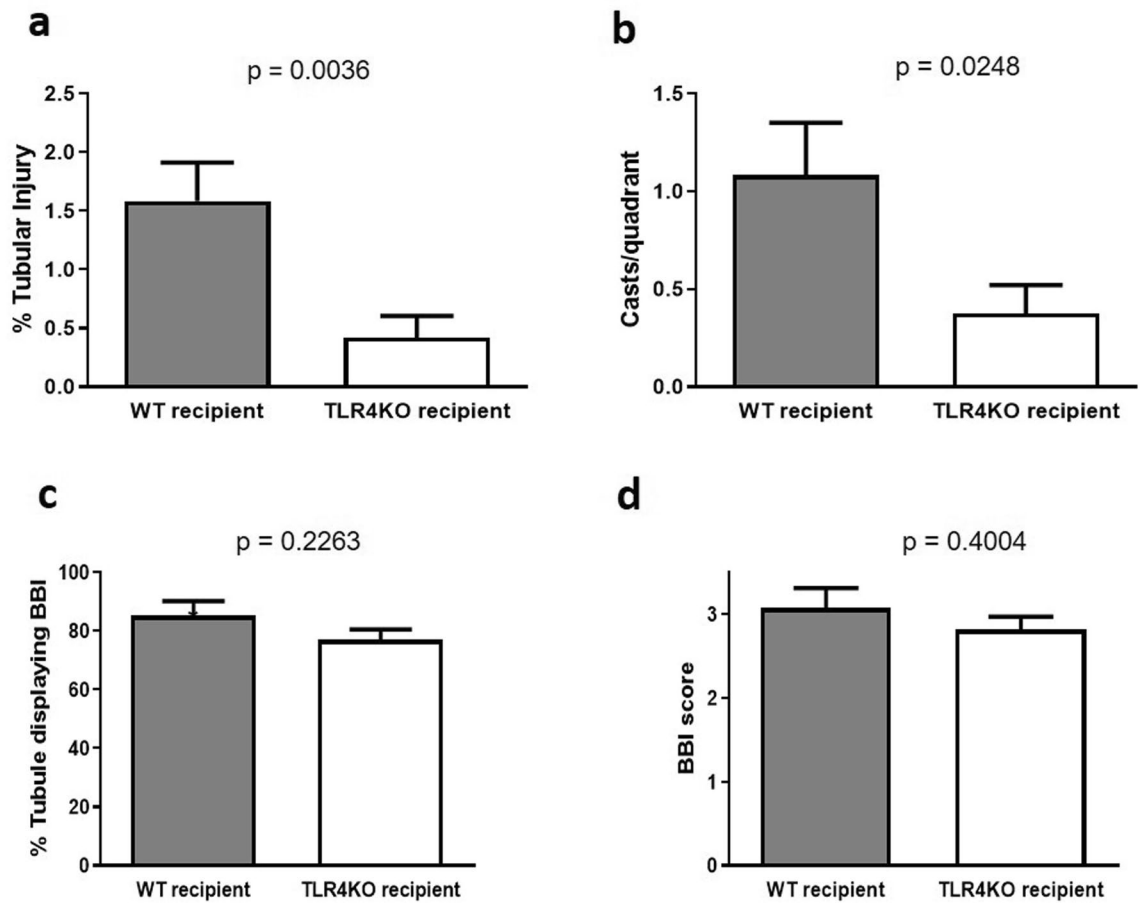 a
p = 0.0036
% Tubular Injury
2.5
2.0
1.5
1.0
0.5
0.0
WT recipient
TLR4KO recipient
b
p = 0.0248
Casts/quadrant
1.5
1.0
0.5
0.0
WT recipient
TLR4KO recipient
c
p = 0.2263
% Tubule displaying BBI
100
80
60
40
20
0
WT recipient
TLR4KO recipient
d
p = 0.4004
BBI score
3
2
1
0
WT recipient
TLR4KO recipient